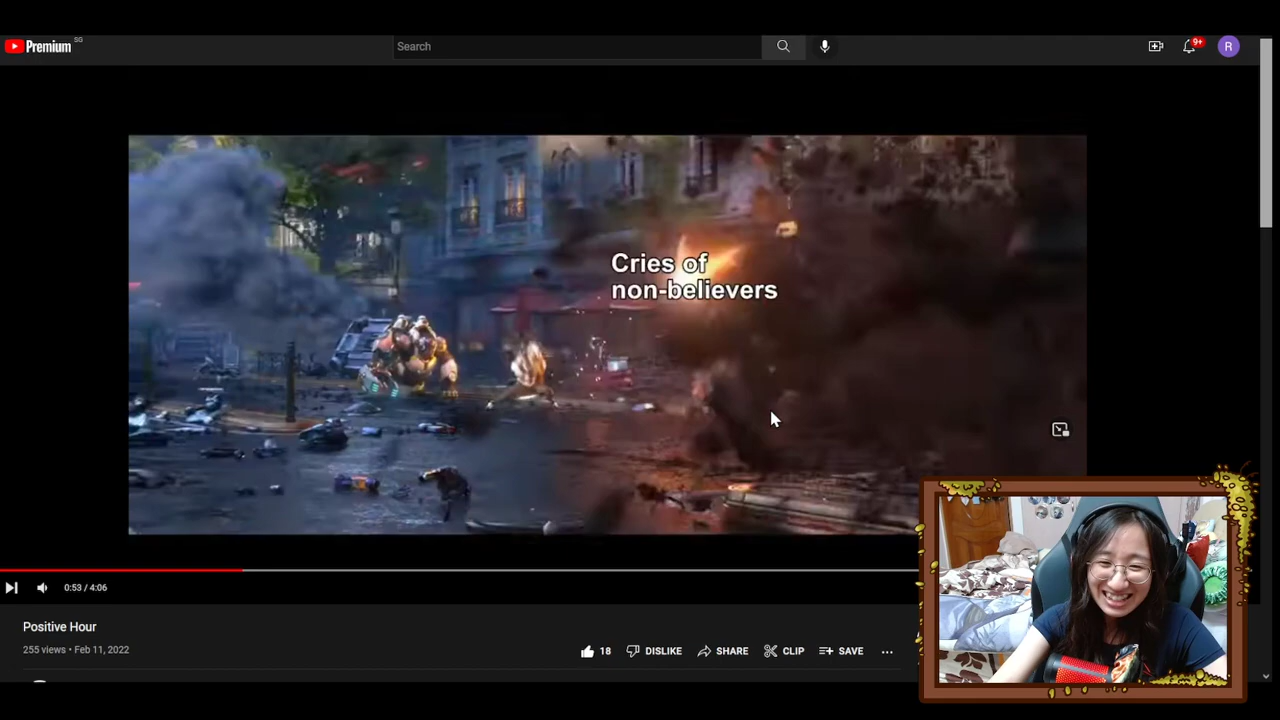 Premium SG
Search
9+
R
Cries of
non-believers
0:53 / 4:06
Positive Hour
255 views • Feb 11, 2022
18
DISLIKE
SHARE
CLIP
SAVE